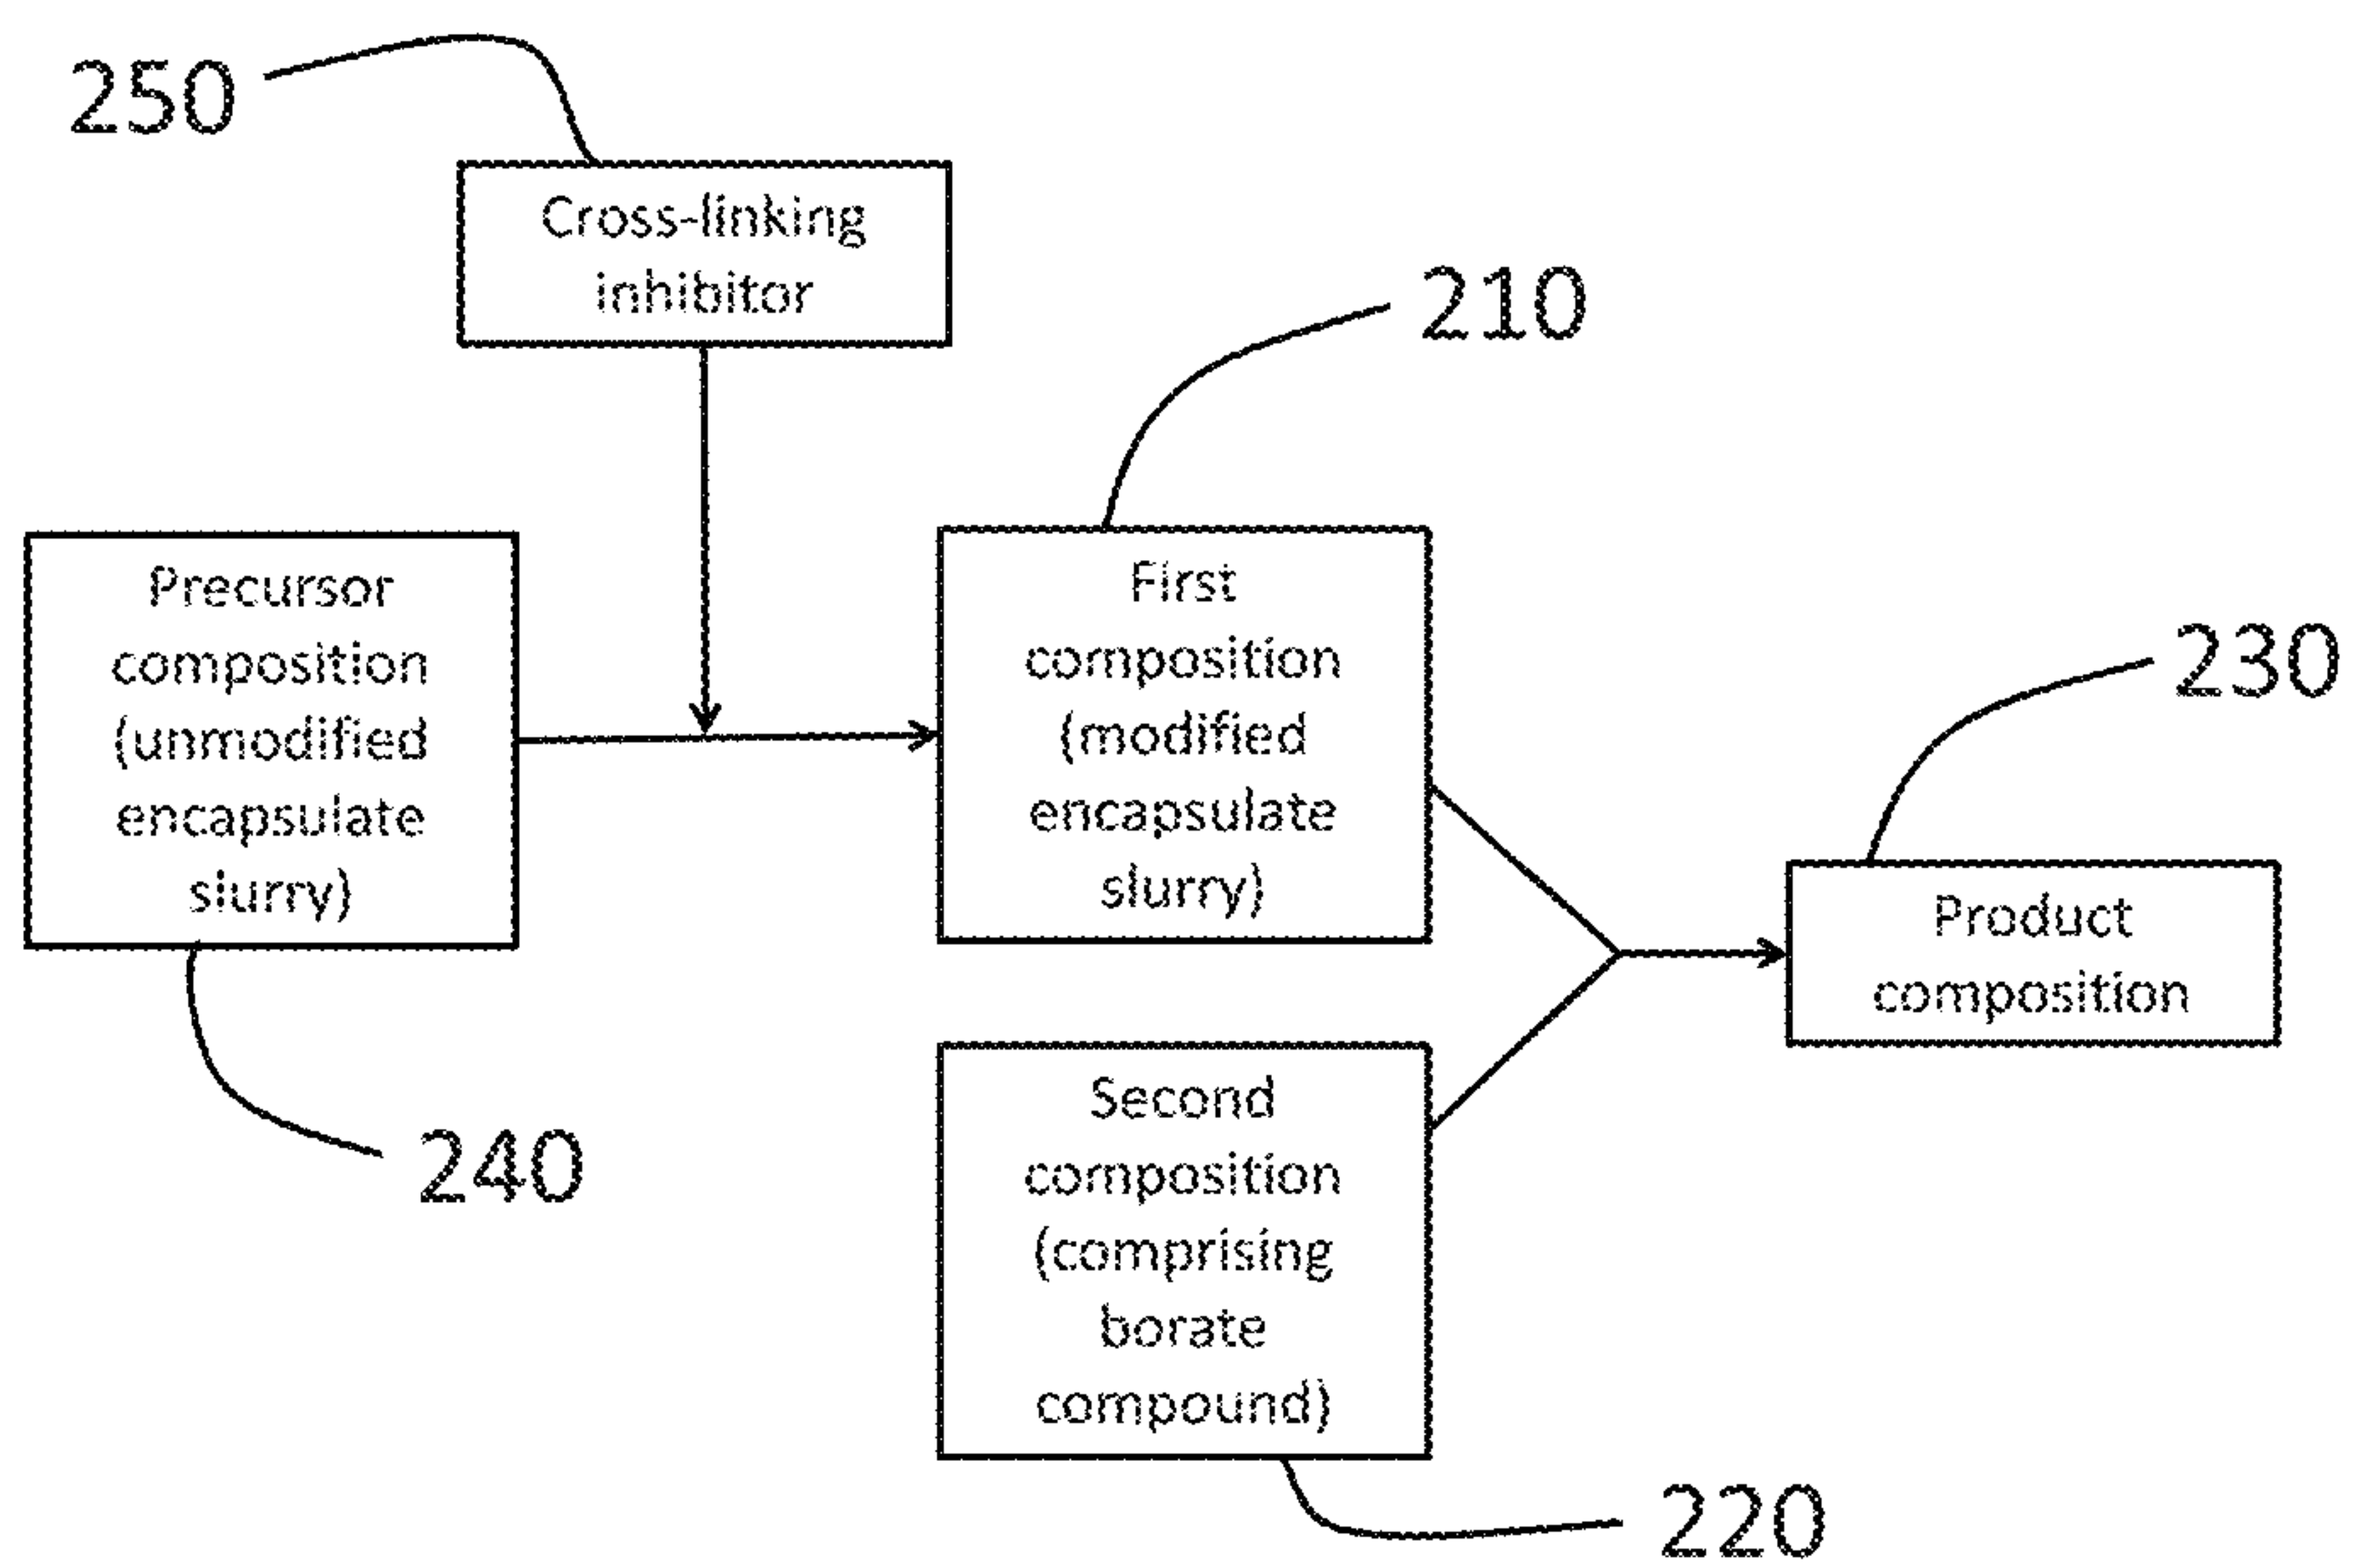 250
Cross-linking
inhibitor
210
Precursor
composition
(unmodified
encapsulate
slurry)
240
First
composition
(modified
encapsulate
slurry)
230
Product
composition
Second
composition
(comprising
borate
compound)
220